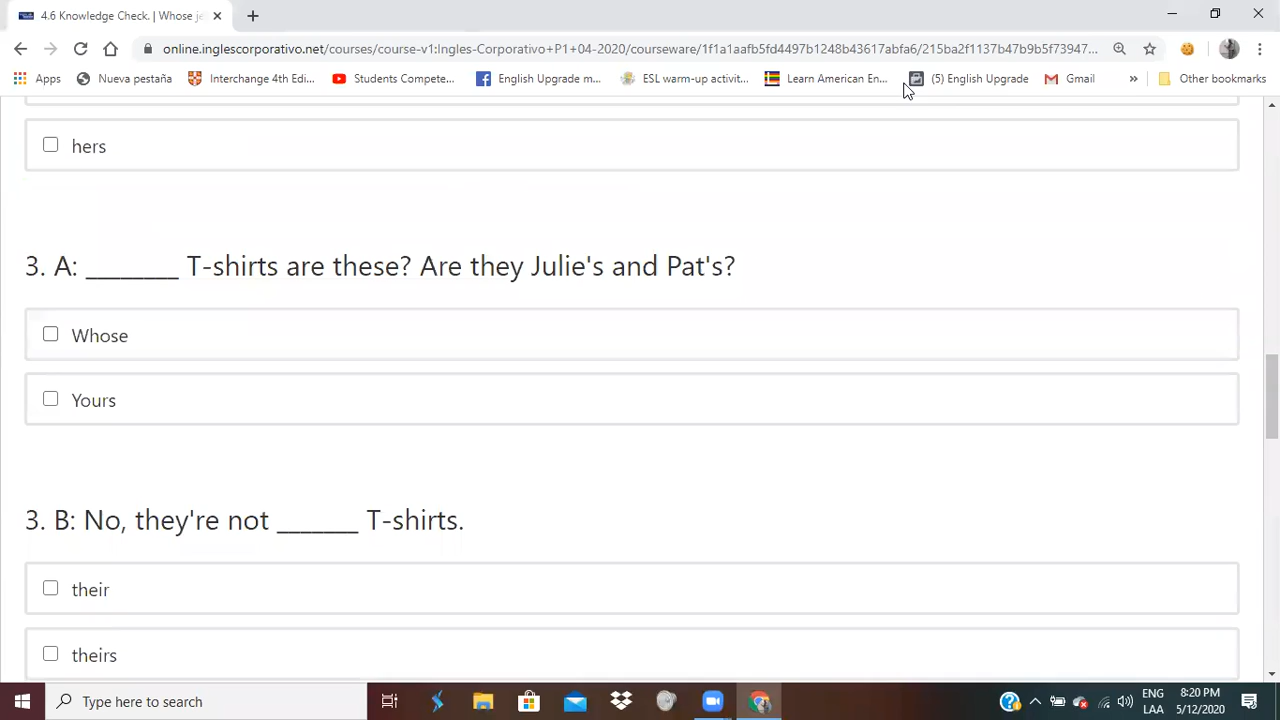 4.6 Knowledge Check. | Whose je
online.inglescorporativo.net/courses/course-v1:Ingles-Corporativo+P1+04-2020/courseware/1f1a1aafb5fd4497b1248b43617abfa6/215ba2f1137b47b9b5f73947...
Apps Nueva pestaña Interchange 4th Edi... Students Compete... English Upgrade m... ESL warm-up activit... Learn American En... (5) English Upgrade Gmail » Other bookmarks
hers
3. A: ________ T-shirts are these? Are they Julie's and Pat's?
Whose
Yours
3. B: No, they're not _______ T-shirts.
their
theirs
Type here to search
ENG 8:20 PM
LAA 5/12/2020